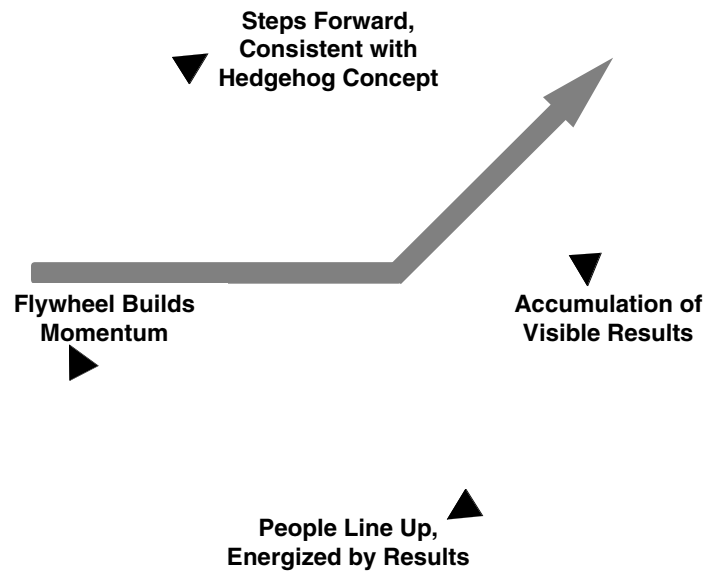 Steps Forward,
Consistent with
Hedgehog Concept
Flywheel Builds
Momentum
Accumulation of
Visible Results
People Line Up,
Energized by Results